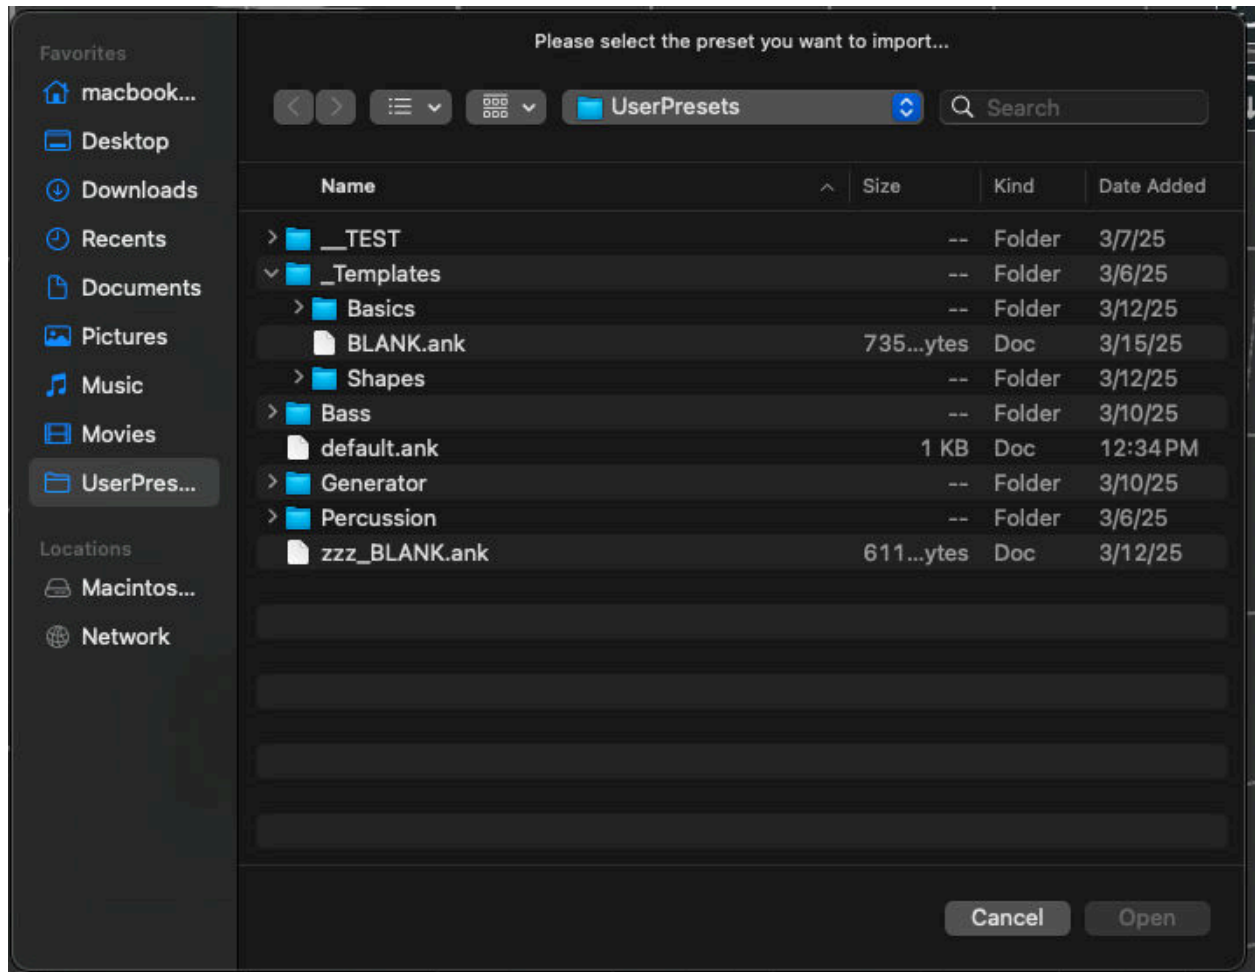 Please select the preset you want to import...
Favorites
macbook...
Desktop
Downloads
Recents
Documents
Pictures
Music
Movies
UserPres...
Locations
Macintos...
Network
UserPresets
Search
Name Size Kind Date Added
__TEST -- Folder 3/7/25
_Templates -- Folder 3/6/25
Basics -- Folder 3/12/25
BLANK.ank 735...ytes Doc 3/15/25
Shapes -- Folder 3/12/25
Bass -- Folder 3/10/25
default.ank 1 KB Doc 12:34 PM
Generator -- Folder 3/10/25
Percussion -- Folder 3/6/25
zzz_BLANK.ank 611...ytes Doc 3/12/25
Cancel Open